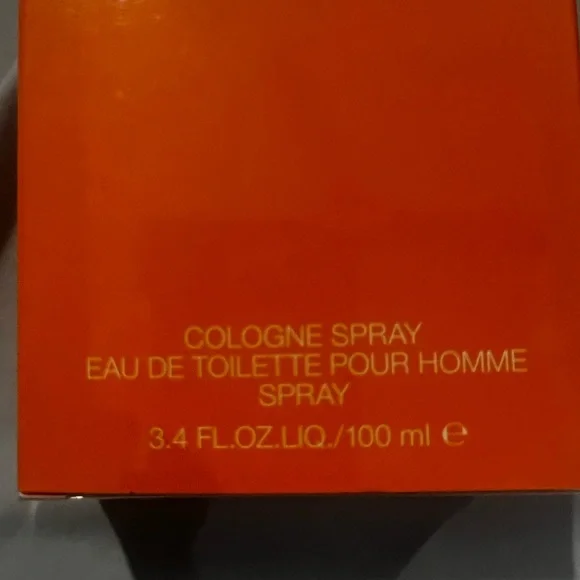 COLOGNE SPRAY
EAU DE TOILETTE POUR HOMME
SPRAY
3.4 FL.OZ.LIQ./100 ml ℮